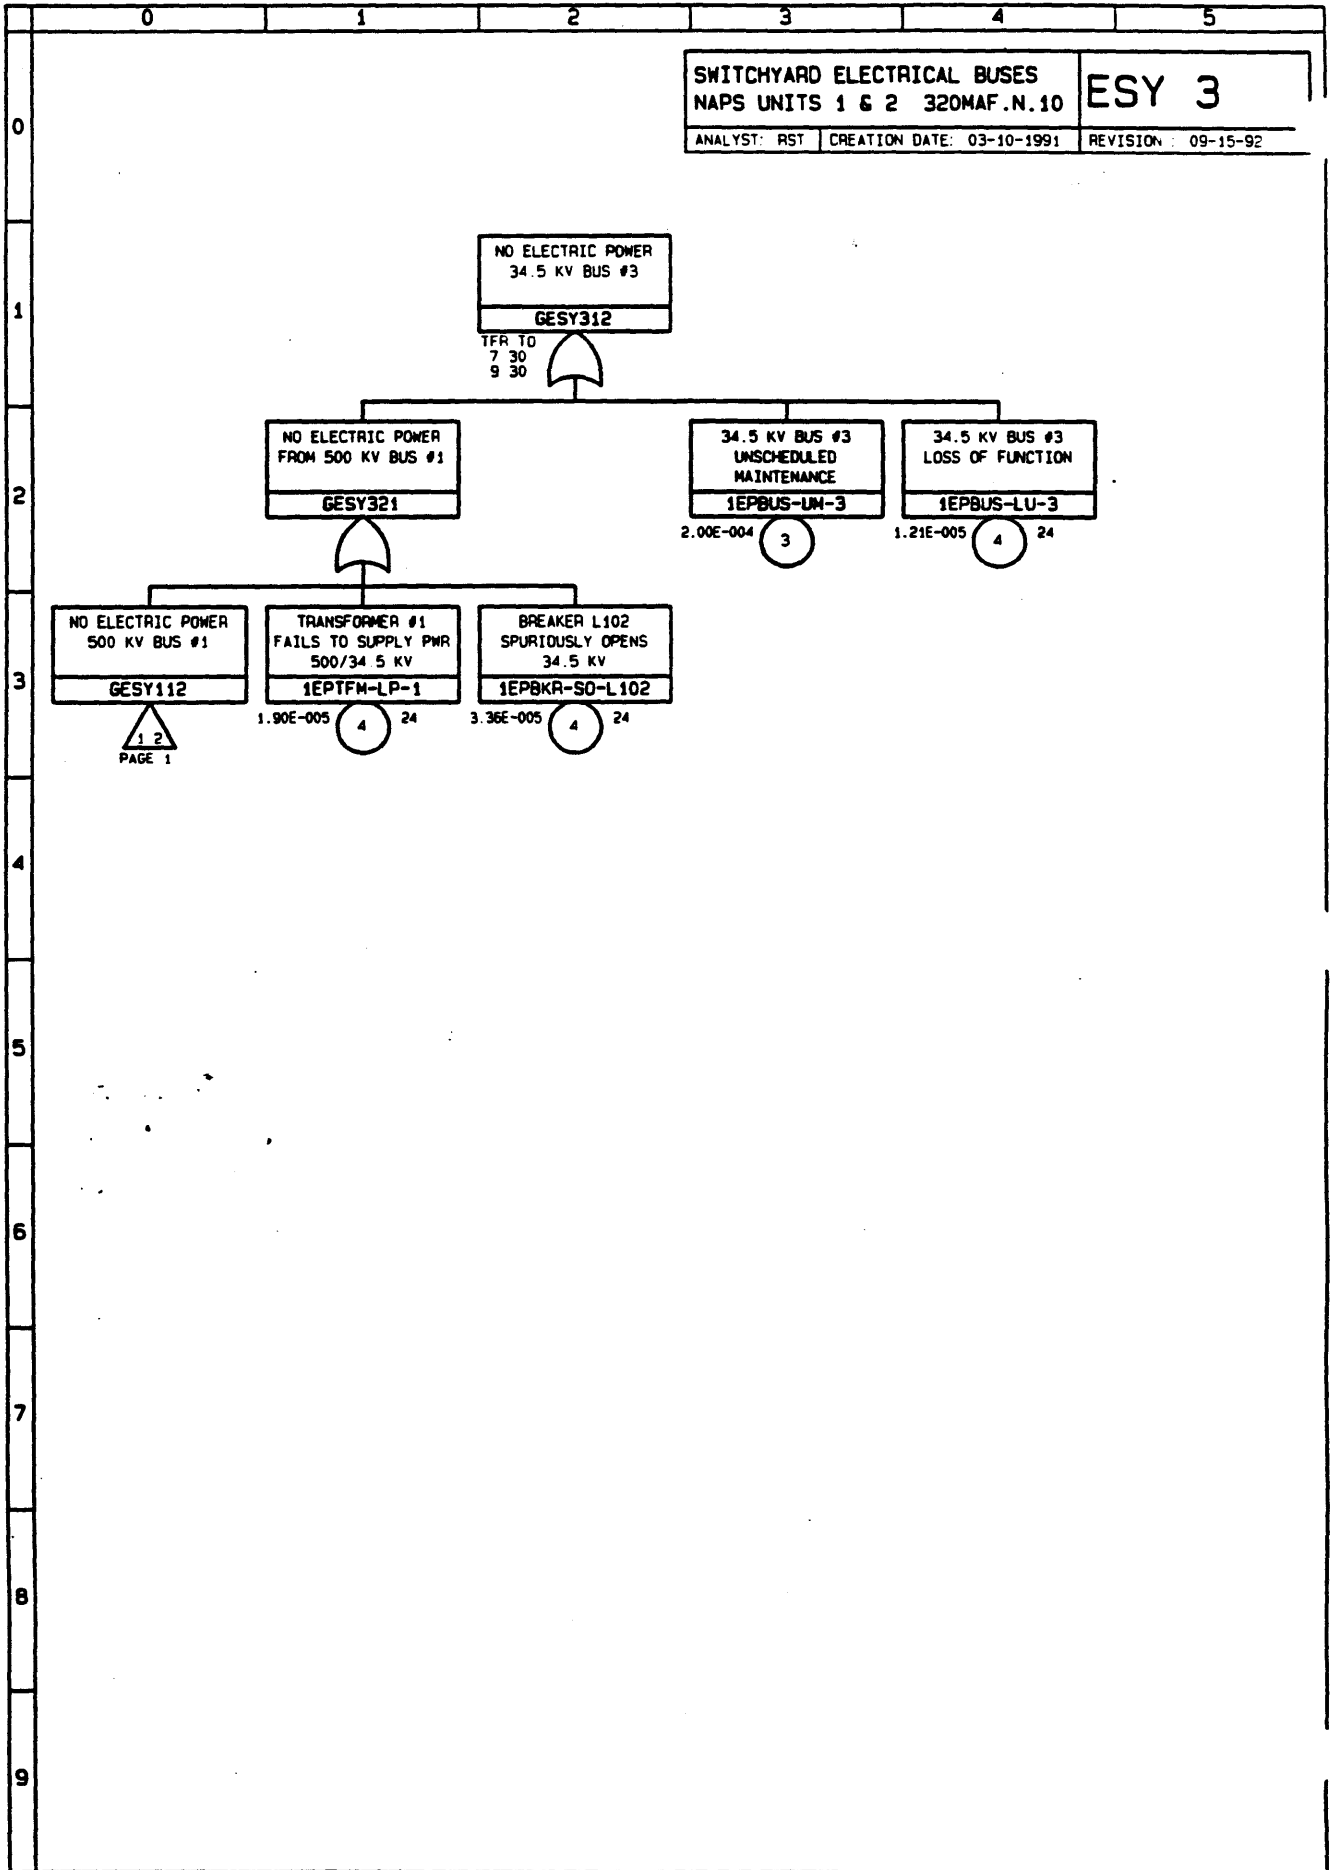 0 1 2 3 4 5
SWITCHYARD ELECTRICAL BUSES
NAPS UNITS 1 & 2 320MAF.N.10
ESY 3
ANALYST: RST CREATION DATE: 03-10-1991 REVISION : 09-15-92
0
NO ELECTRIC POWER
34.5 KV BUS #3
GESY312
TFR TO
7 30
9 30
1
NO ELECTRIC POWER
FROM 500 KV BUS #1
GESY321
34.5 KV BUS #3
UNSCHEDULED
MAINTENANCE
1EPBUS-UM-3
2.00E-004 3
34.5 KV BUS #3
LOSS OF FUNCTION
1EPBUS-LU-3
1.21E-005 4 24
2
NO ELECTRIC POWER
500 KV BUS #1
GESY112
1 2
PAGE 1
TRANSFORMER #1
FAILS TO SUPPLY PWR
500/34.5 KV
1EPTFM-LP-1
1.90E-005 4 24
BREAKER L102
SPURIOUSLY OPENS
34.5 KV
1EPBKR-SO-L102
3.36E-005 4 24
3
4
5
6
7
8
9